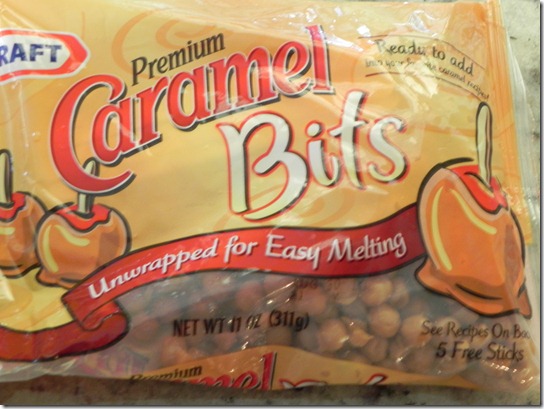 RAFT
Premium
Caramel
Bits
Ready to add
Unwrapped for Easy Melting
NET WT 11 OZ (311g)
See Recipes On
5 Free Sticks
Premium
Caramel